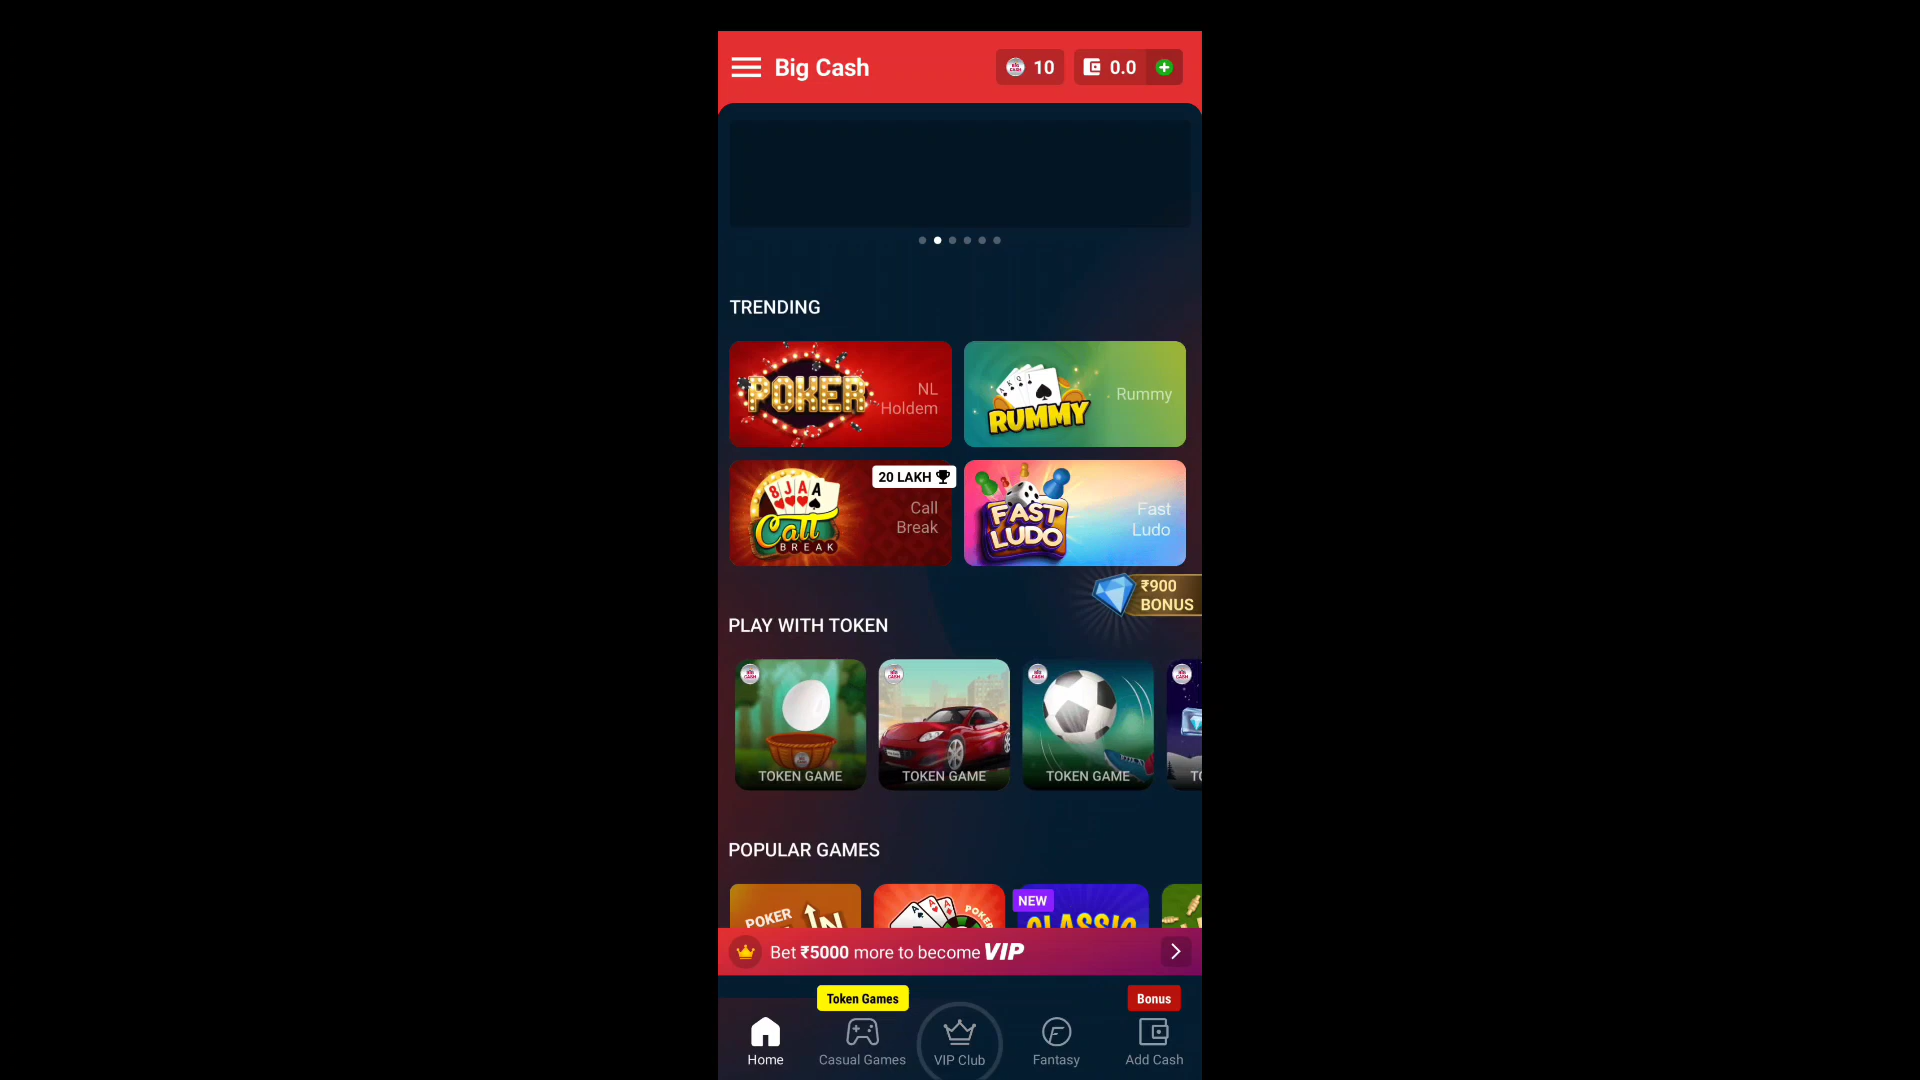 Big Cash
10
0.0
TRENDING
POKER
NL
Holdem
RUMMY
Rummy
20 LAKH
Call
BREAK
Call
Break
FAST
LUDO
Fast
Ludo
₹900
BONUS
PLAY WITH TOKEN
TOKEN GAME
TOKEN GAME
TOKEN GAME
POPULAR GAMES
POKER
POKER
NEW
CLASSIC
Bet ₹5000 more to become VIP
Token Games
Bonus
Home
Casual Games
VIP Club
Fantasy
Add Cash